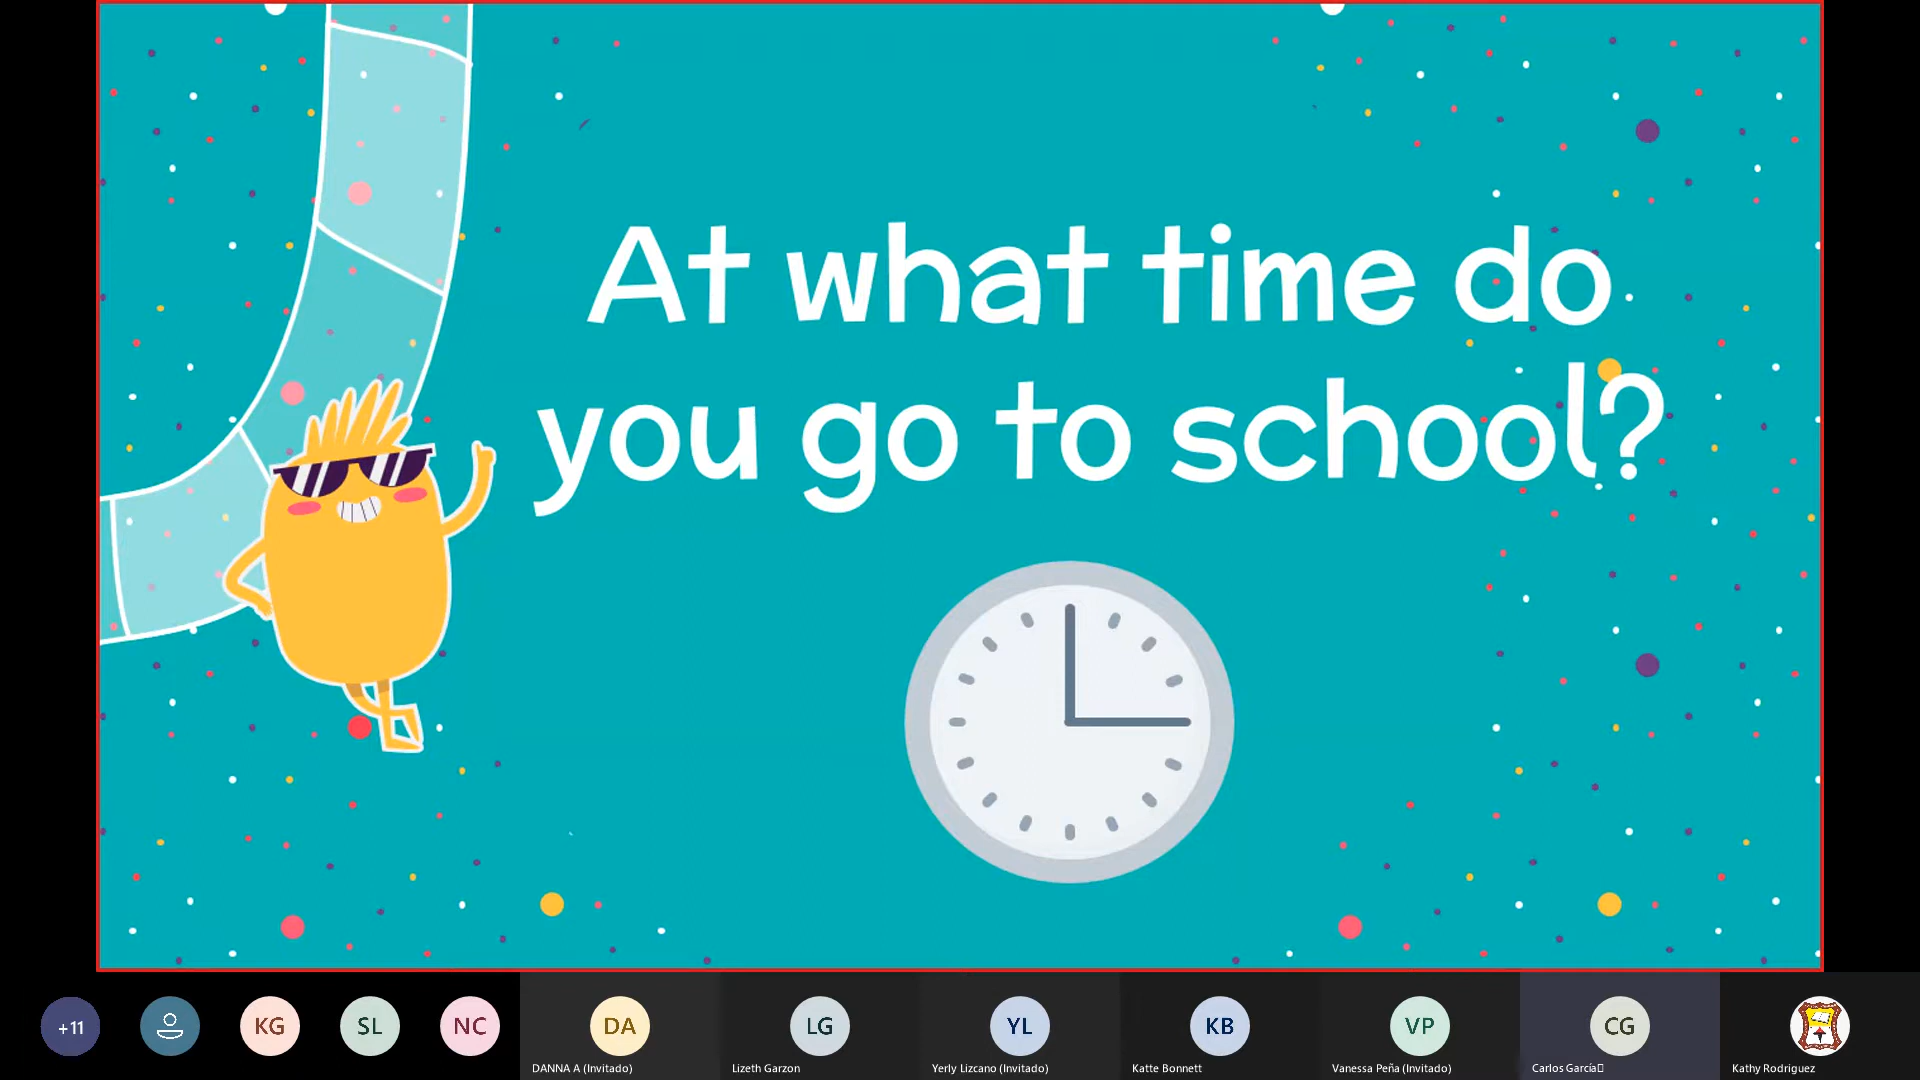 At what time do
you go to school?
+11
KG
SL
NC
DA
LG
YL
KB
VP
CG
DANNA A (Invitado)
Lizeth Garzon
Yerly Lizcano (Invitado)
Katte Bonnett
Vanessa Peña (Invitado)
Carlos García
Kathy Rodriguez